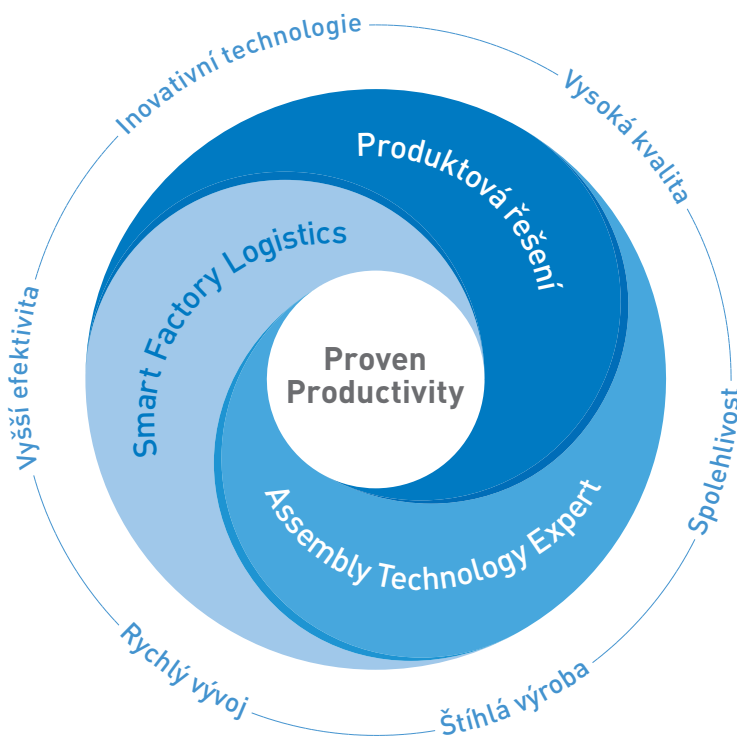 Inovativní technologie
Vysoká kvalita
Spolehlivost
Štíhlá výroba
Rychlý vývoj
Vyšší efektivita
Produktová řešení
Assembly Technology Expert
Smart Factory Logistics
Proven
Productivity